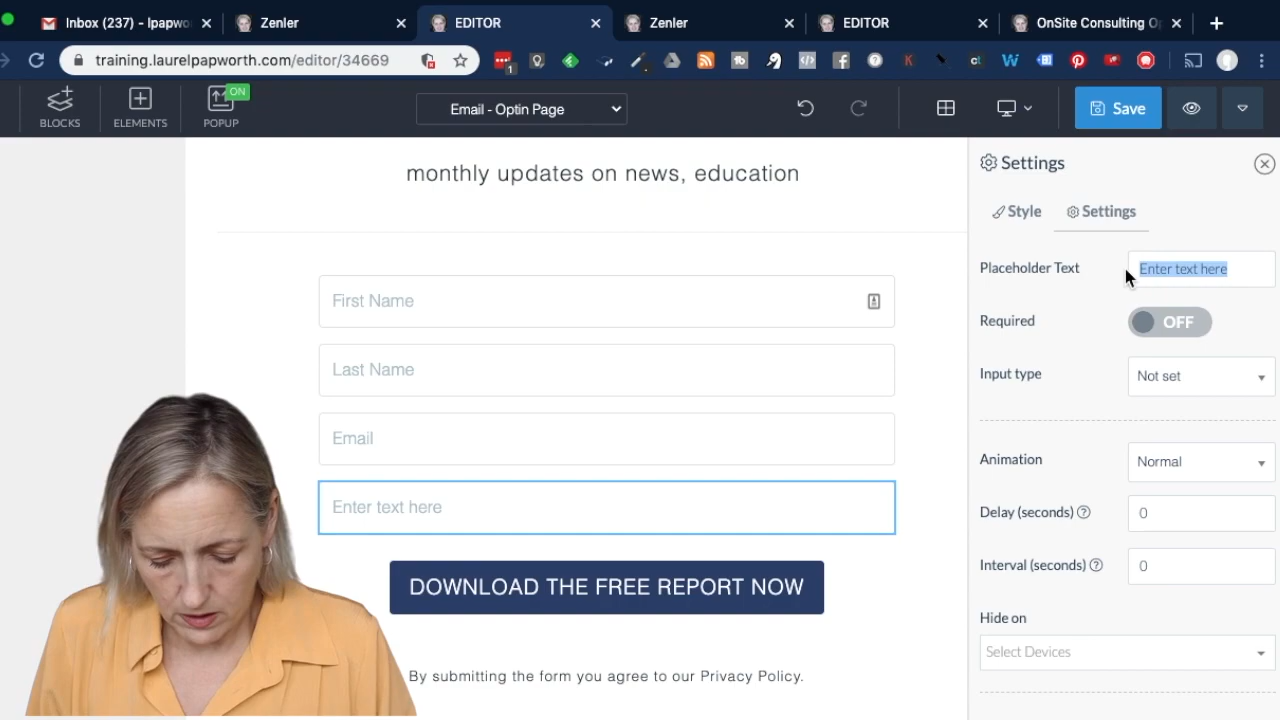 Inbox (237) - lpapwo
Zenler
EDITOR
Zenler
EDITOR
OnSite Consulting O
training.laurelpapworth.com/editor/34669
1
BLOCKS
ELEMENTS
ON
POPUP
Email - Optin Page
Save
monthly updates on news, education
First Name
Last Name
Email
Enter text here
DOWNLOAD THE FREE REPORT NOW
By submitting the form you agree to our Privacy Policy.
Settings
Style
Settings
Placeholder Text
Enter text here
Required
OFF
Input type
Not set
Animation
Normal
Delay (seconds)
0
Interval (seconds)
0
Hide on
Select Devices